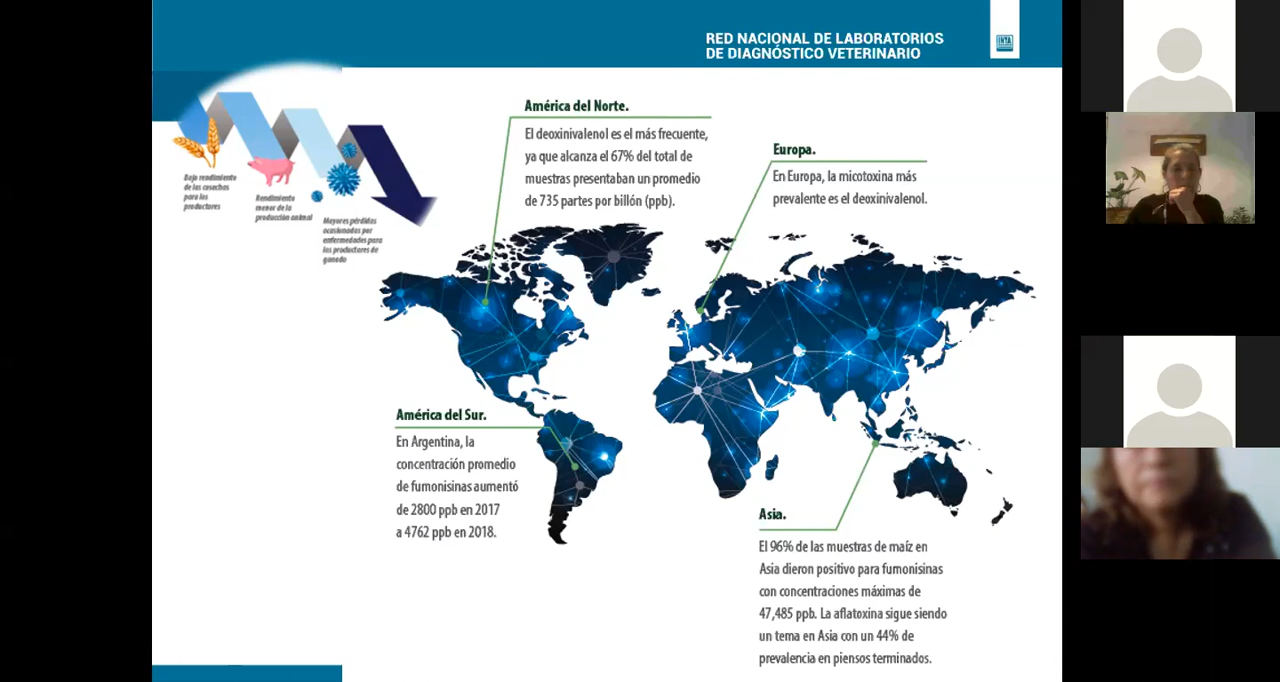 RED NACIONAL DE LABORATORIOS
DE DIAGNÓSTICO VETERINARIO
INTA
Bajo rendimiento
de las cosechas
para los
productores
Rendimiento
menor de la
producción animal
Mayores pérdidas
ocasionadas por
enfermedades para
los productores de
ganado
América del Norte.
El deoxinivalenol es el más frecuente,
ya que alcanza el 67% del total de
muestras presentaban un promedio
de 735 partes por billón (ppb).
Europa.
En Europa, la micotoxina más
prevalente es el deoxinivalenol.
América del Sur.
En Argentina, la
concentración promedio
de fumonisinas aumentó
de 2800 ppb en 2017
a 4762 ppb en 2018.
Asia.
El 96% de las muestras de maíz en
Asia dieron positivo para fumonisinas
con concentraciones máximas de
47,485 ppb. La aflatoxina sigue siendo
un tema en Asia con un 44% de
prevalencia en piensos terminados.